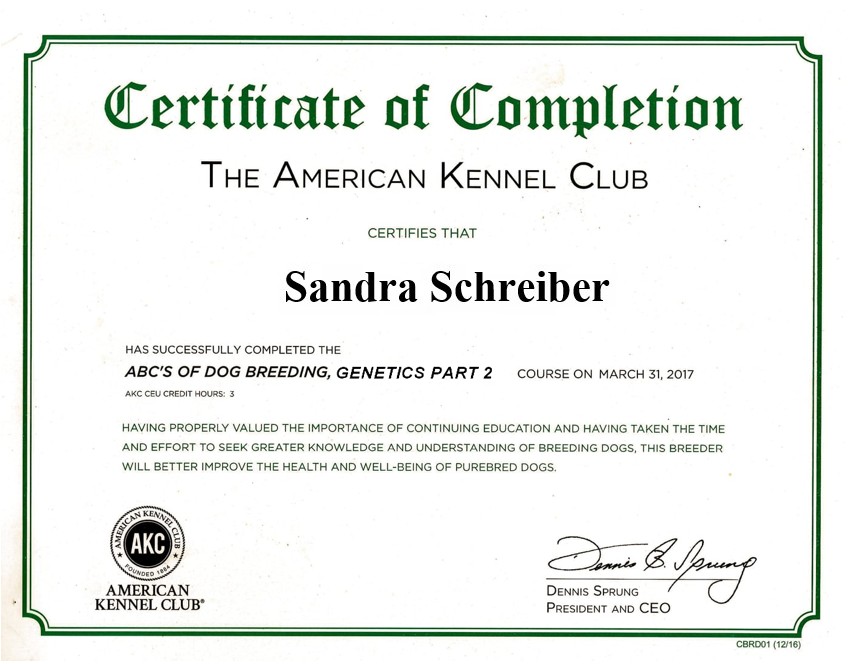 Certificate of Completion
THE AMERICAN KENNEL CLUB
CERTIFIES THAT
Sandra Schreiber
HAS SUCCESSFULLY COMPLETED THE
ABC'S OF DOG BREEDING, GENETICS PART 2 COURSE ON MARCH 31, 2017
AKC CEU CREDIT HOURS: 3
HAVING PROPERLY VALUED THE IMPORTANCE OF CONTINUING EDUCATION AND HAVING TAKEN THE TIME
AND EFFORT TO SEEK GREATER KNOWLEDGE AND UNDERSTANDING OF BREEDING DOGS, THIS BREEDER
WILL BETTER IMPROVE THE HEALTH AND WELL-BEING OF PUREBRED DOGS.
AMERICAN KENNEL CLUB
AKC
FOUNDED 1884
AMERICAN
KENNEL CLUB®
Dennis B. Sprung
DENNIS SPRUNG
PRESIDENT AND CEO
CBRD01 (12/16)